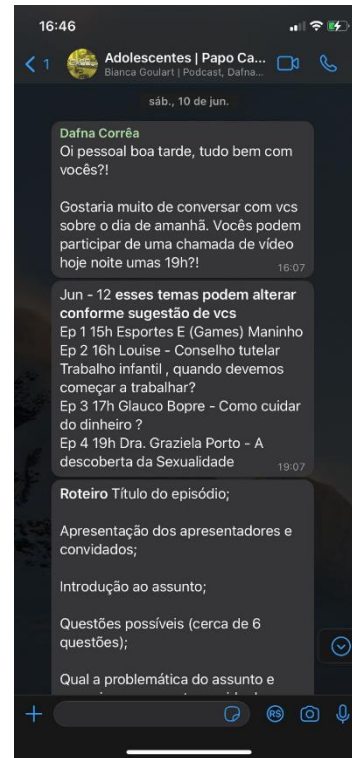 16:46
1
Adolescentes | Papo Ca...
Bianca Goulart | Podcast, Dafna...
sáb., 10 de jun.
Dafna Corrêa
Oi pessoal boa tarde, tudo bem com
vocês?!
Gostaria muito de conversar com vcs
sobre o dia de amanhã. Vocês podem
participar de uma chamada de vídeo
hoje noite umas 19h?!
16:07
Jun - 12 esses temas podem alterar
conforme sugestão de vcs
Ep 1 15h Esportes E (Games) Maninho
Ep 2 16h Louise - Conselho tutelar
Trabalho infantil , quando devemos
começar a trabalhar?
Ep 3 17h Glauco Bopre - Como cuidar
do dinheiro ?
Ep 4 19h Dra. Graziela Porto - A
descoberta da Sexualidade
19:07
Roteiro Título do episódio;
Apresentação dos apresentadores e
convidados;
Introdução ao assunto;
Questões possíveis (cerca de 6
questões);
Qual a problemática do assunto e
RS